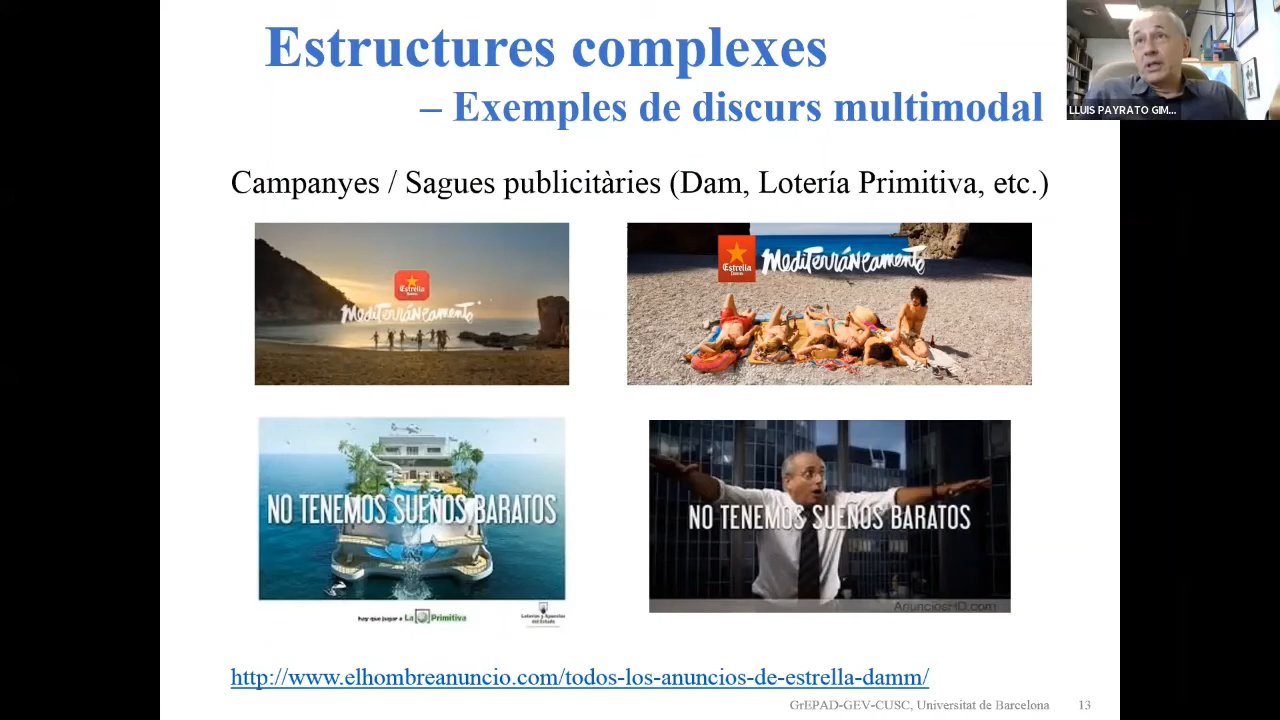 Estructures complexes
– Exemples de discurs multimodal
LLUIS PAYRATO GIM...
Campanyes / Sagues publicitàries (Dam, Lotería Primitiva, etc.)
Estrella
Damm
Mediterráneamente
Estrella
Damm
Mediterráneamente
NO TENEMOS SUEÑOS BARATOS
hay que jugar a La Primitiva
Loterías y Apuestas
del Estado
NO TENEMOS SUEÑOS BARATOS
AnunciosHD.com
http://www.elhombreanuncio.com/todos-los-anuncios-de-estrella-damm/
GrEPAD-GEV-CUSC, Universitat de Barcelona 13